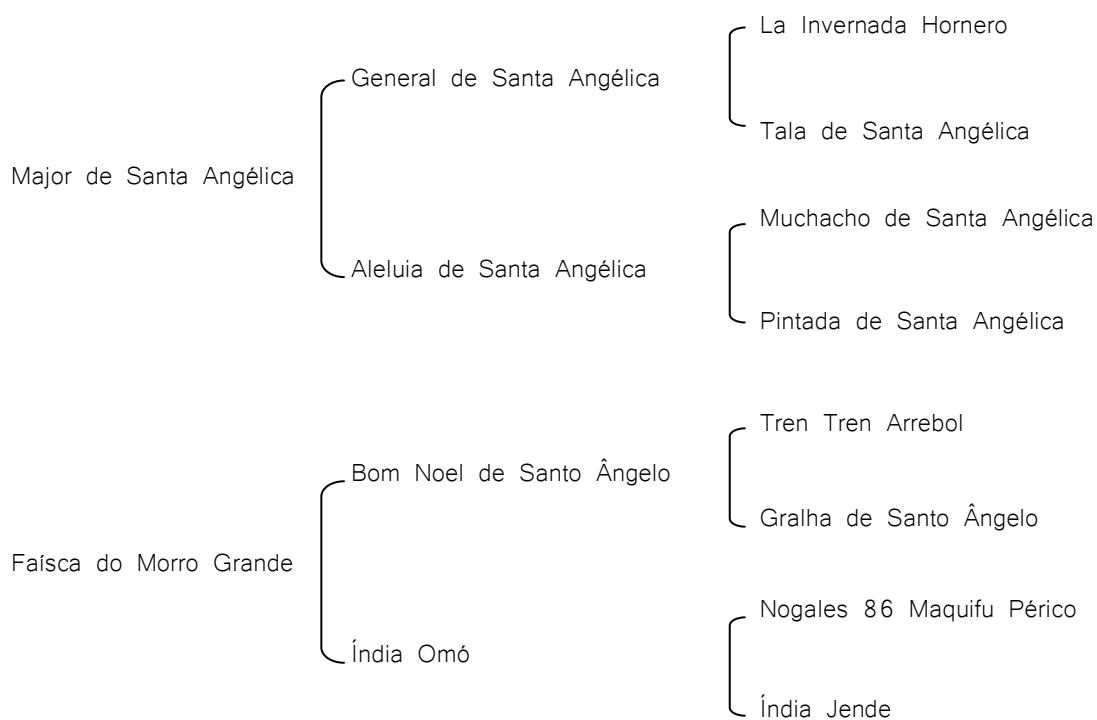 La Invernada Hornero
General de Santa Angélica
Tala de Santa Angélica
Major de Santa Angélica
Muchacho de Santa Angélica
Aleluia de Santa Angélica
Pintada de Santa Angélica
Tren Tren Arrebol
Bom Noel de Santo Ângelo
Gralha de Santo Ângelo
Faísca do Morro Grande
Nogales 86 Maquifu Périco
Índia Omó
Índia Jende